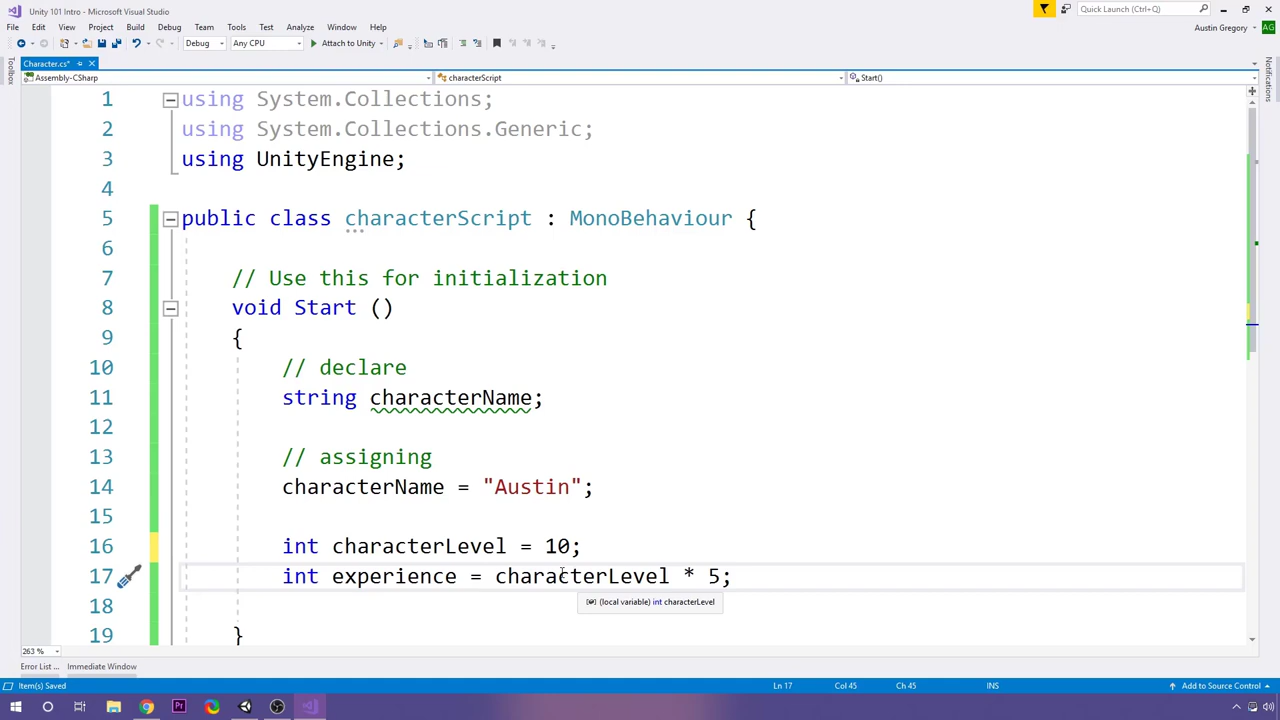 Unity 101 Intro - Microsoft Visual Studio
Quick Launch (Ctrl+Q)
File Edit View Project Build Debug Team Tools Test Analyze Window Help
Austin Gregory AG
Debug Any CPU Attach to Unity
Character.cs*
Toolbox
Notifications
Assembly-CSharp characterScript Start()
1 using System.Collections;
2 using System.Collections.Generic;
3 using UnityEngine;
4
5 public class characterScript : MonoBehaviour {
6
7 // Use this for initialization
8 void Start ()
9 {
10 // declare
11 string characterName;
12
13 // assigning
14 characterName = "Austin";
15
16 int characterLevel = 10;
17 int experience = characterLevel * 5;
(local variable) int characterLevel
18
19 }
263 %
Error List ... Immediate Window
Item(s) Saved Ln 17 Col 45 Ch 45 INS Add to Source Control
Pr